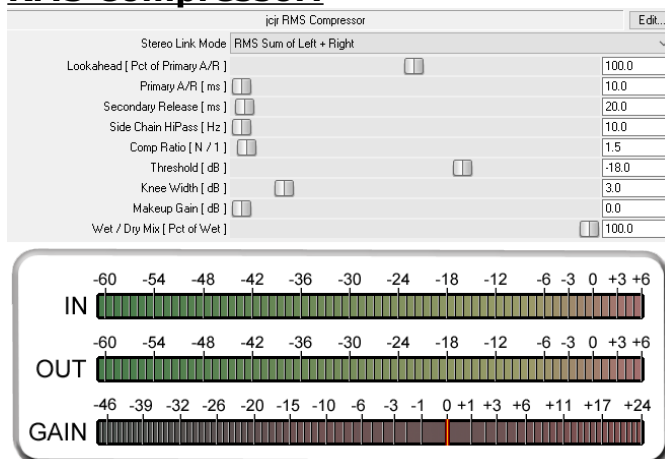 RMS Compressor:
jcjr RMS Compressor Edit...
Stereo Link Mode RMS Sum of Left + Right
Lookahead [ Pct of Primary A/R ] 100.0
Primary A/R [ ms ] 10.0
Secondary Release [ ms ] 20.0
Side Chain HiPass [ Hz ] 10.0
Comp Ratio [ N / 1 ] 1.5
Threshold [ dB ] -18.0
Knee Width [ dB ] 3.0
Makeup Gain [ dB ] 0.0
Wet / Dry Mix [ Pct of Wet ] 100.0
-60 -54 -48 -42 -36 -30 -24 -18 -12 -6 -3 0 +3 +6
IN
-60 -54 -48 -42 -36 -30 -24 -18 -12 -6 -3 0 +3 +6
OUT
-46 -39 -32 -26 -20 -15 -10 -6 -3 -1 0 +1 +3 +6 +11 +17 +24
GAIN